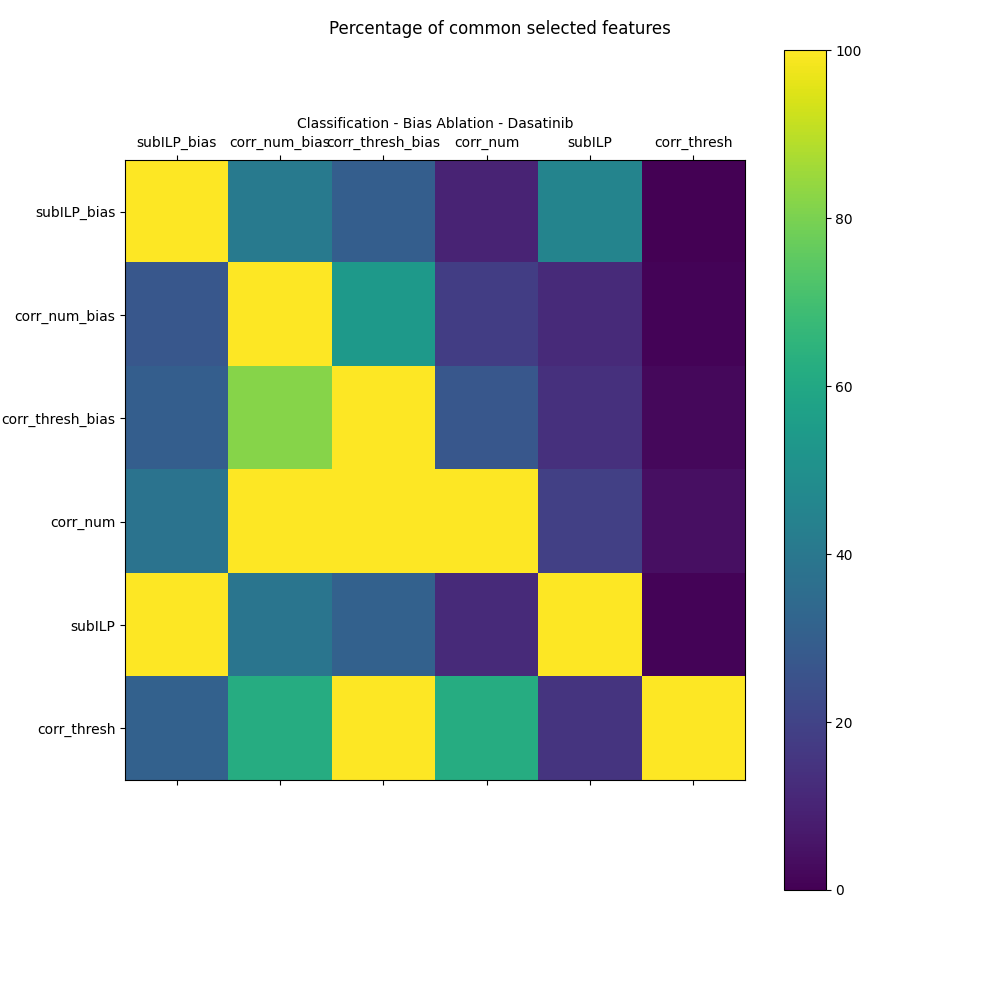 Percentage of common selected features
Classification - Bias Ablation - Dasatinib
subILP_bias corr_num_bias corr_thresh_bias corr_num subILP corr_thresh
subILP_bias
corr_num_bias
corr_thresh_bias
corr_num
subILP
corr_thresh
100
80
60
40
20
0